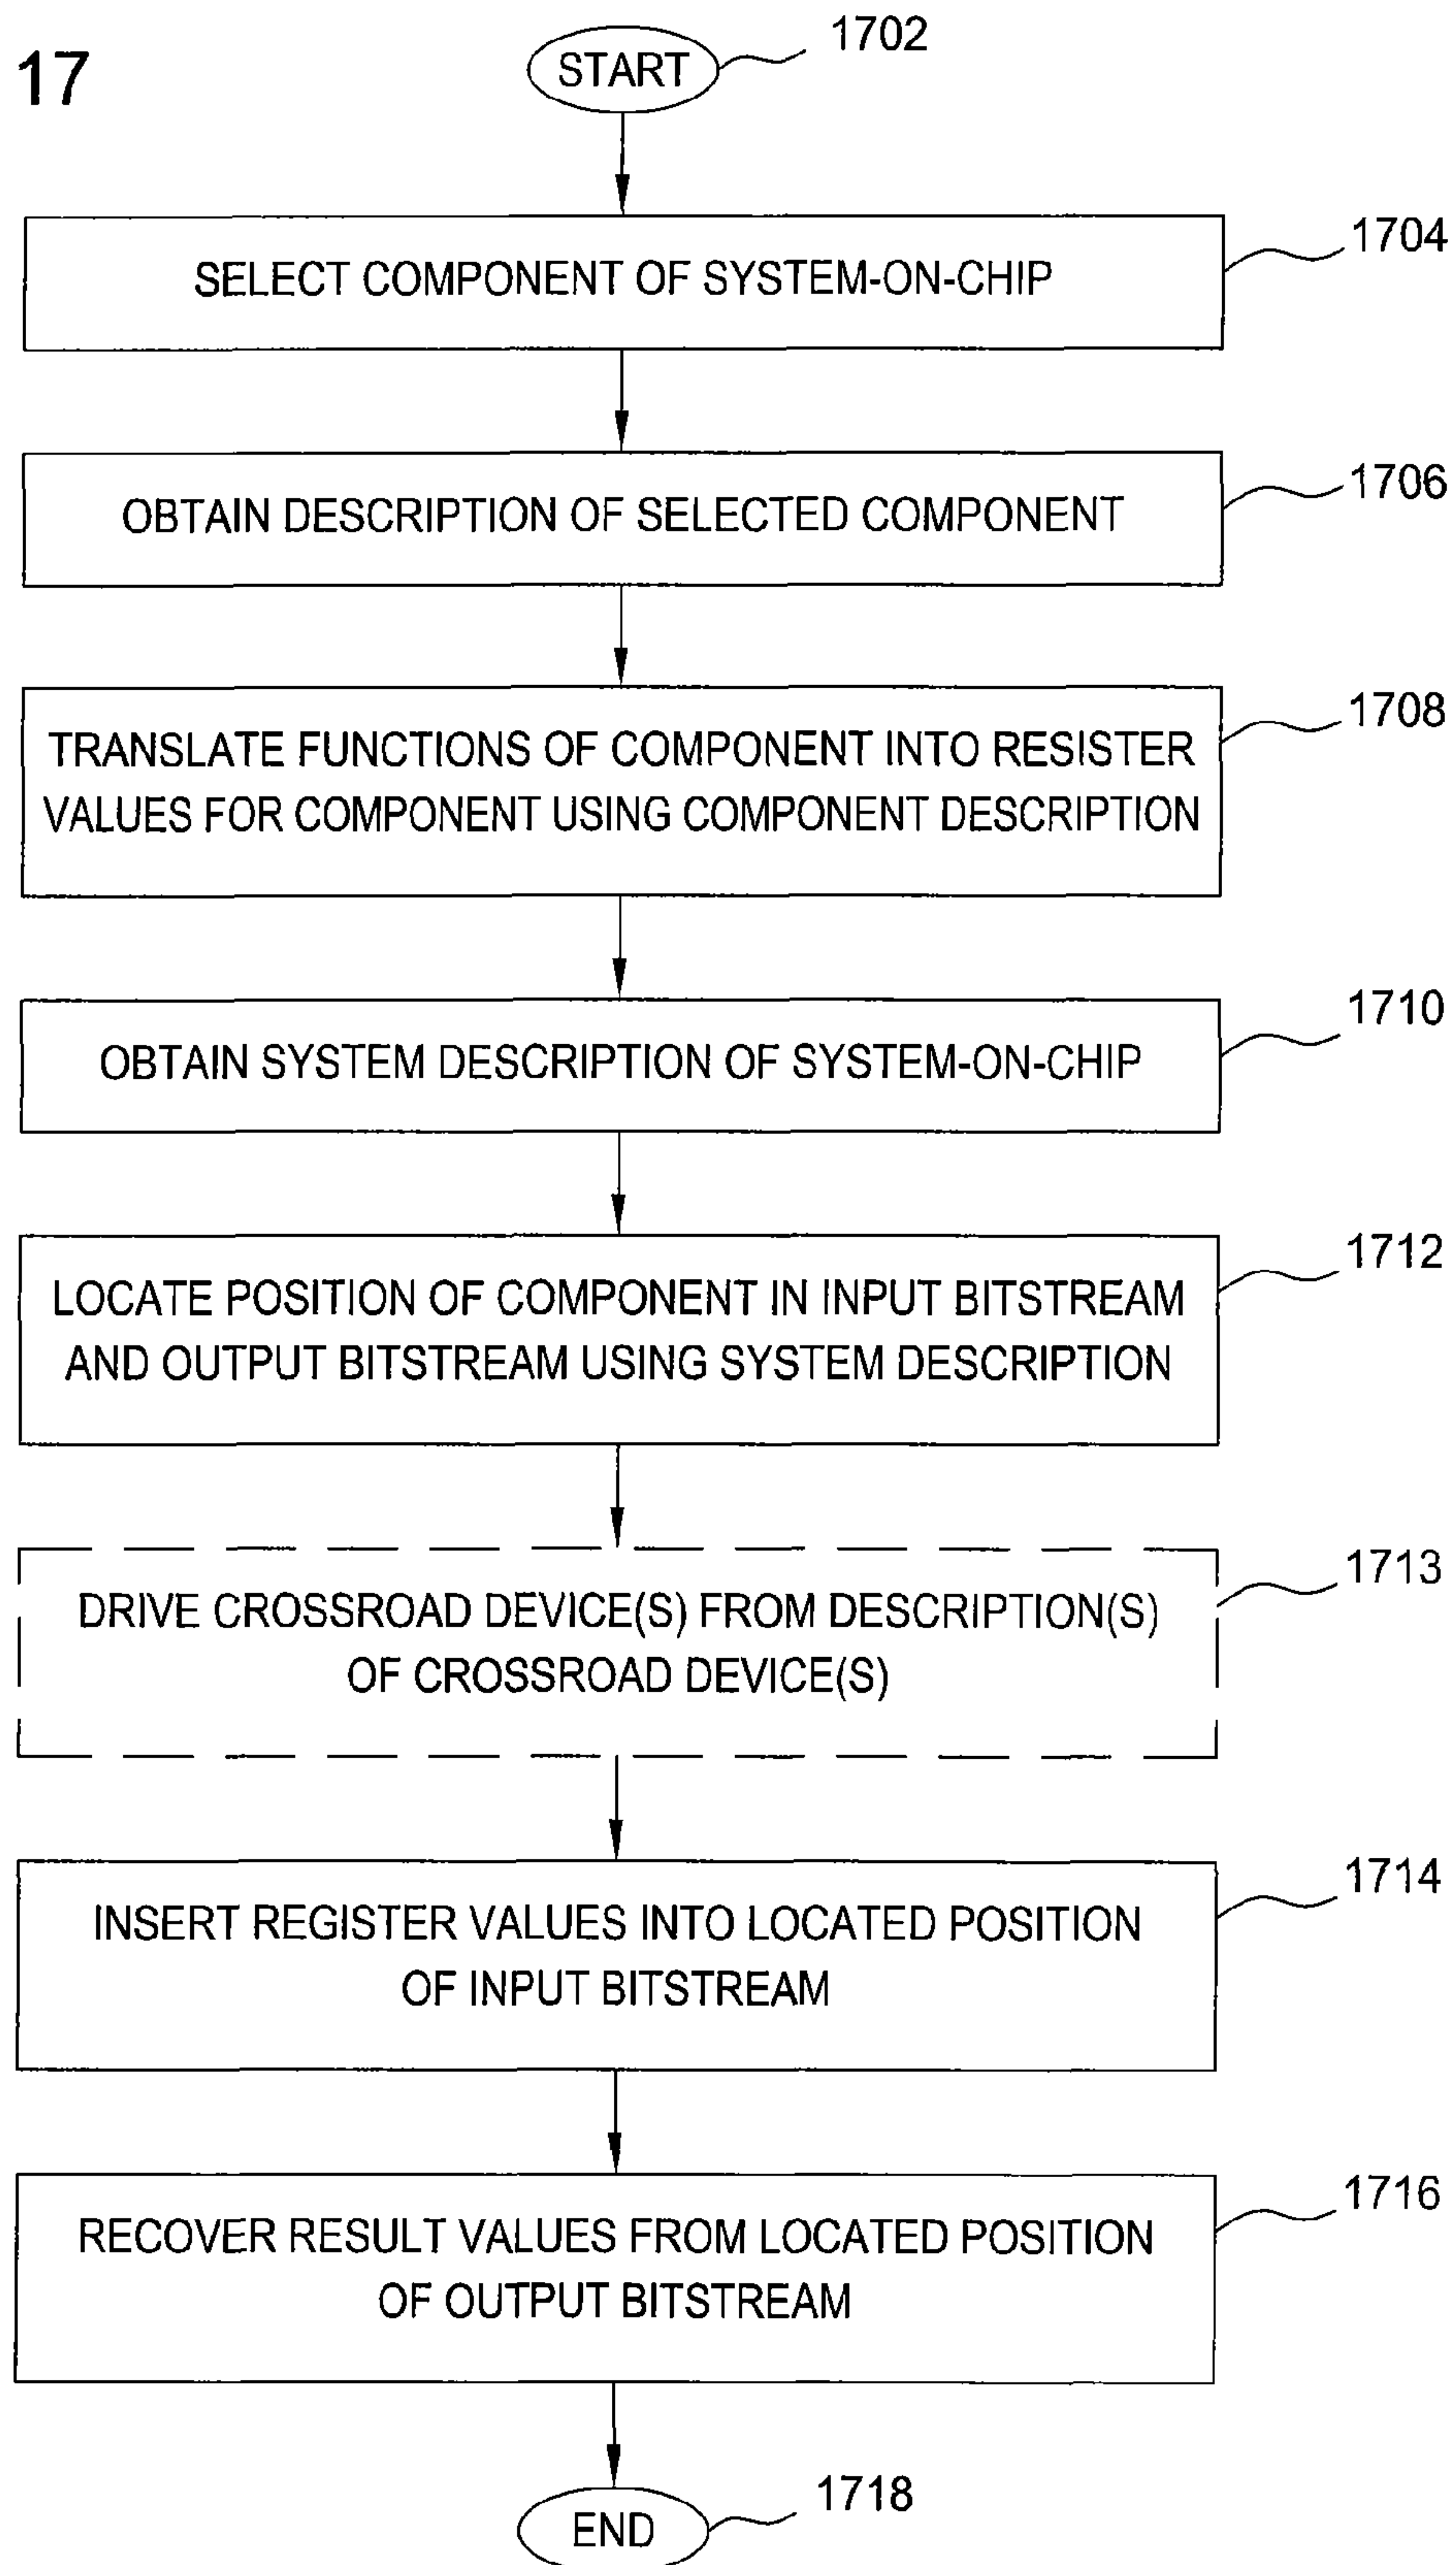 17
START
1702
SELECT COMPONENT OF SYSTEM-ON-CHIP
1704
OBTAIN DESCRIPTION OF SELECTED COMPONENT
1706
TRANSLATE FUNCTIONS OF COMPONENT INTO RESISTER
VALUES FOR COMPONENT USING COMPONENT DESCRIPTION
1708
OBTAIN SYSTEM DESCRIPTION OF SYSTEM-ON-CHIP
1710
LOCATE POSITION OF COMPONENT IN INPUT BITSTREAM
AND OUTPUT BITSTREAM USING SYSTEM DESCRIPTION
1712
DRIVE CROSSROAD DEVICE(S) FROM DESCRIPTION(S)
OF CROSSROAD DEVICE(S)
1713
INSERT REGISTER VALUES INTO LOCATED POSITION
OF INPUT BITSTREAM
1714
RECOVER RESULT VALUES FROM LOCATED POSITION
OF OUTPUT BITSTREAM
1716
END
1718